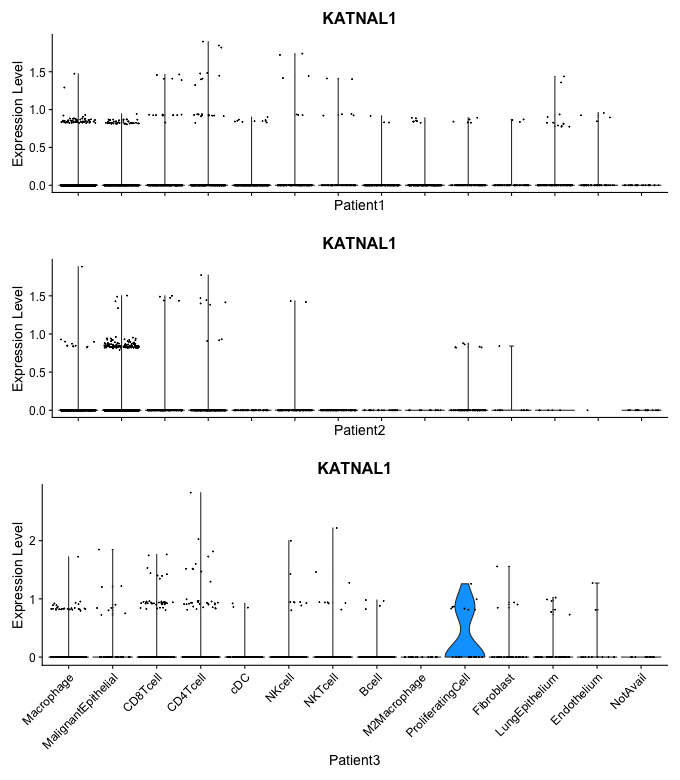 KATNAL1
Expression Level
1.5
1.0
0.5
0.0
Patient1
KATNAL1
Expression Level
1.5
1.0
0.5
0.0
Patient2
KATNAL1
Expression Level
2
1
0
Macrophage
MalignantEpithelial
CD8Tcell
CD4Tcell
cDC
NKcell
NKTcell
Bcell
M2Macrophage
ProliferatingCell
Fibroblast
LungEpithelium
Endothelium
NotAvail
Patient3